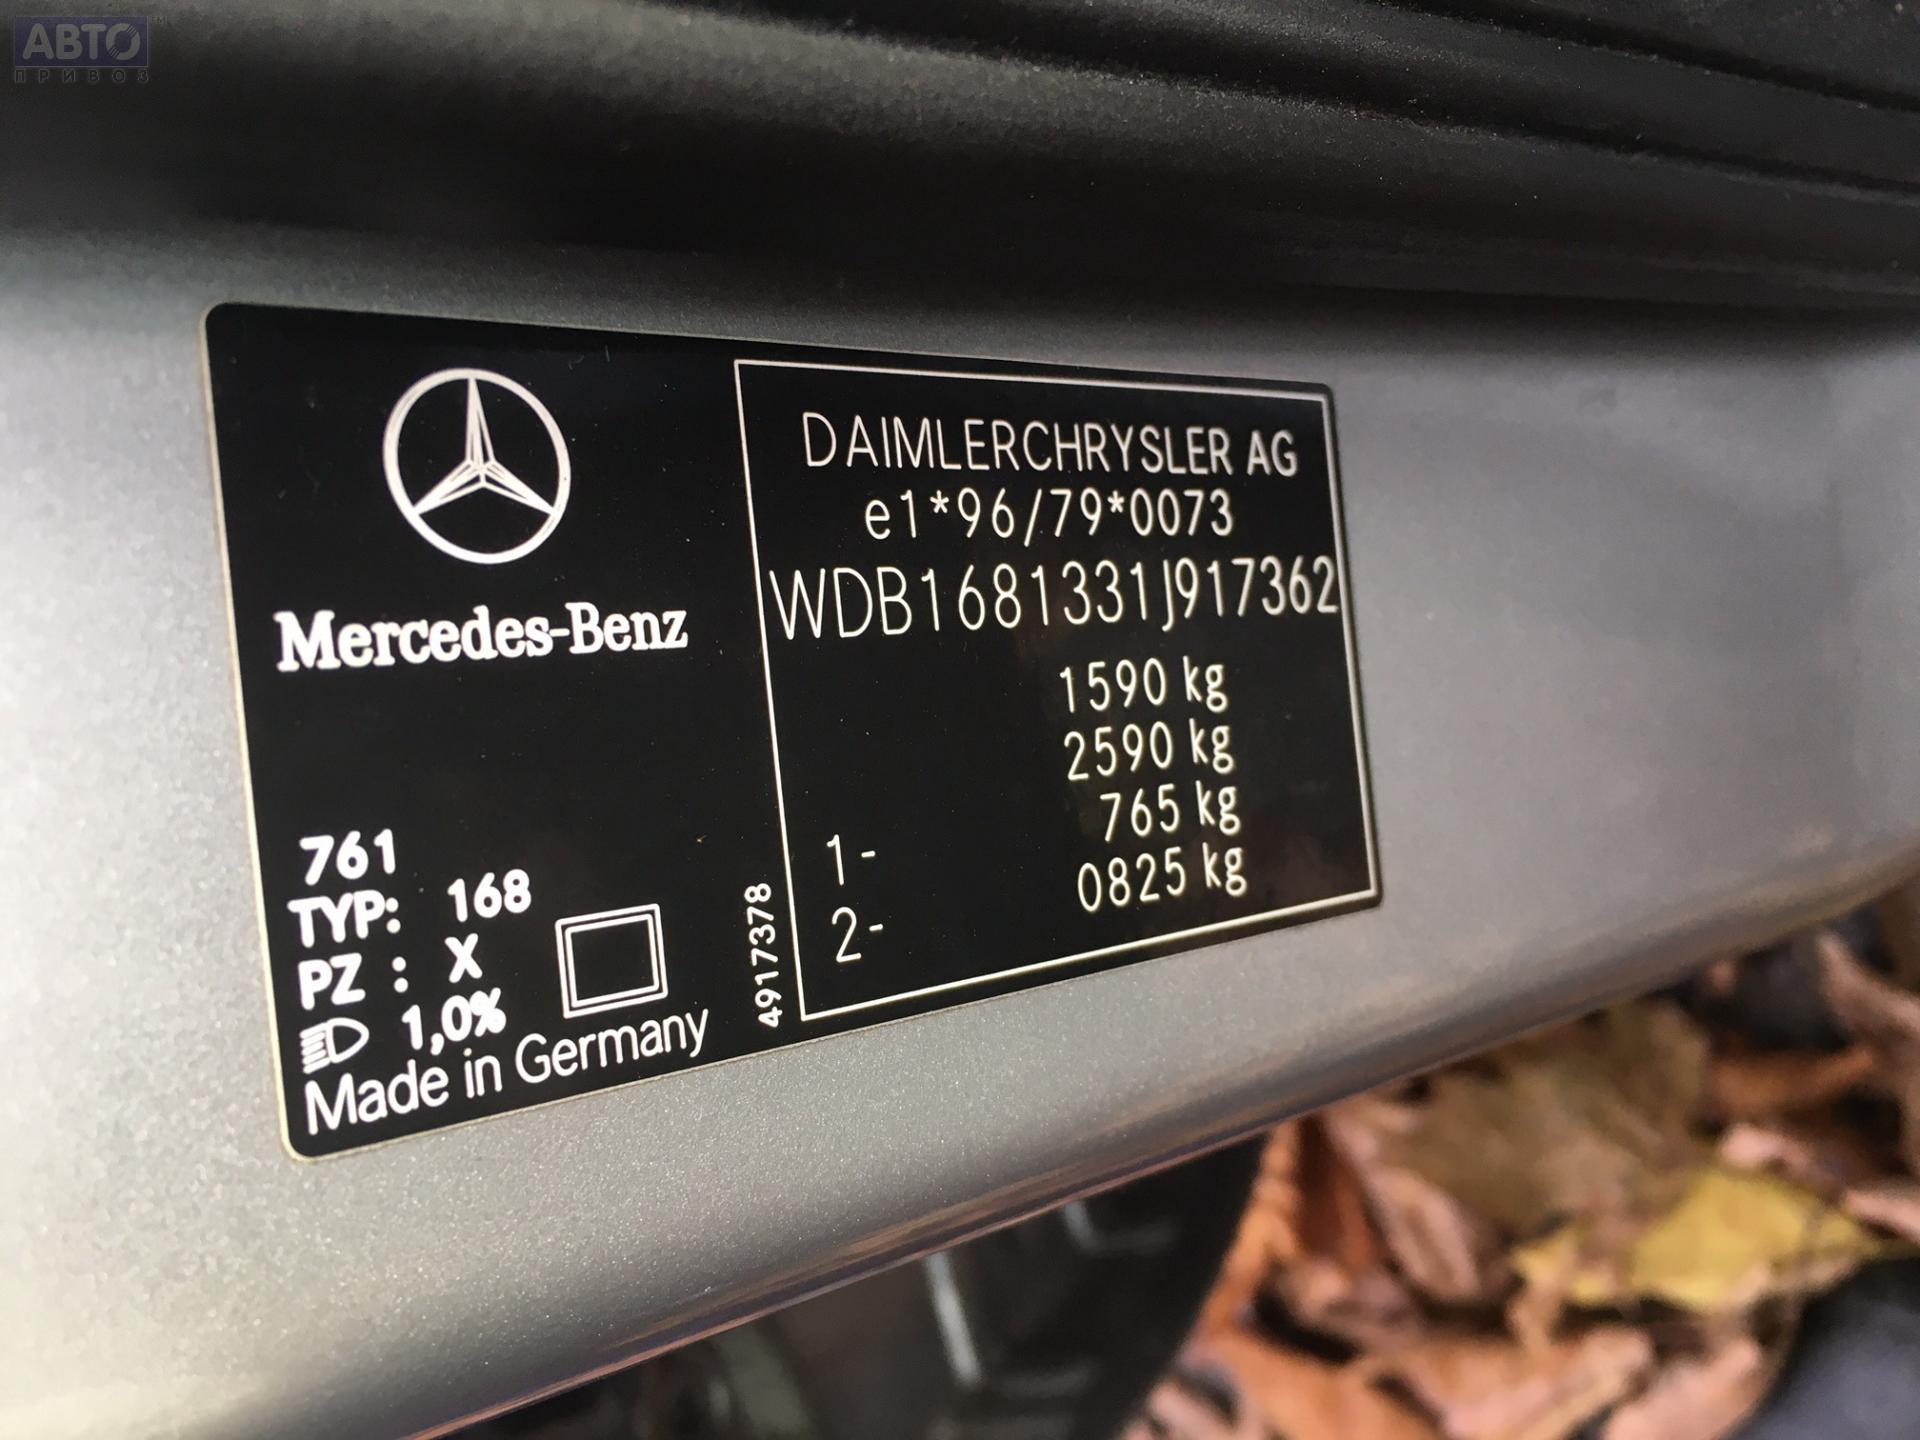 АВТО
ПРИВОЗ
Mercedes-Benz
761
TYP: 168
PZ : X
1,0%
Made in Germany
4917378
DAIMLERCHRYSLER AG
e1*96/79*0073
WDB1681331J917362
1590 kg
2590 kg
1- 765 kg
2- 0825 kg